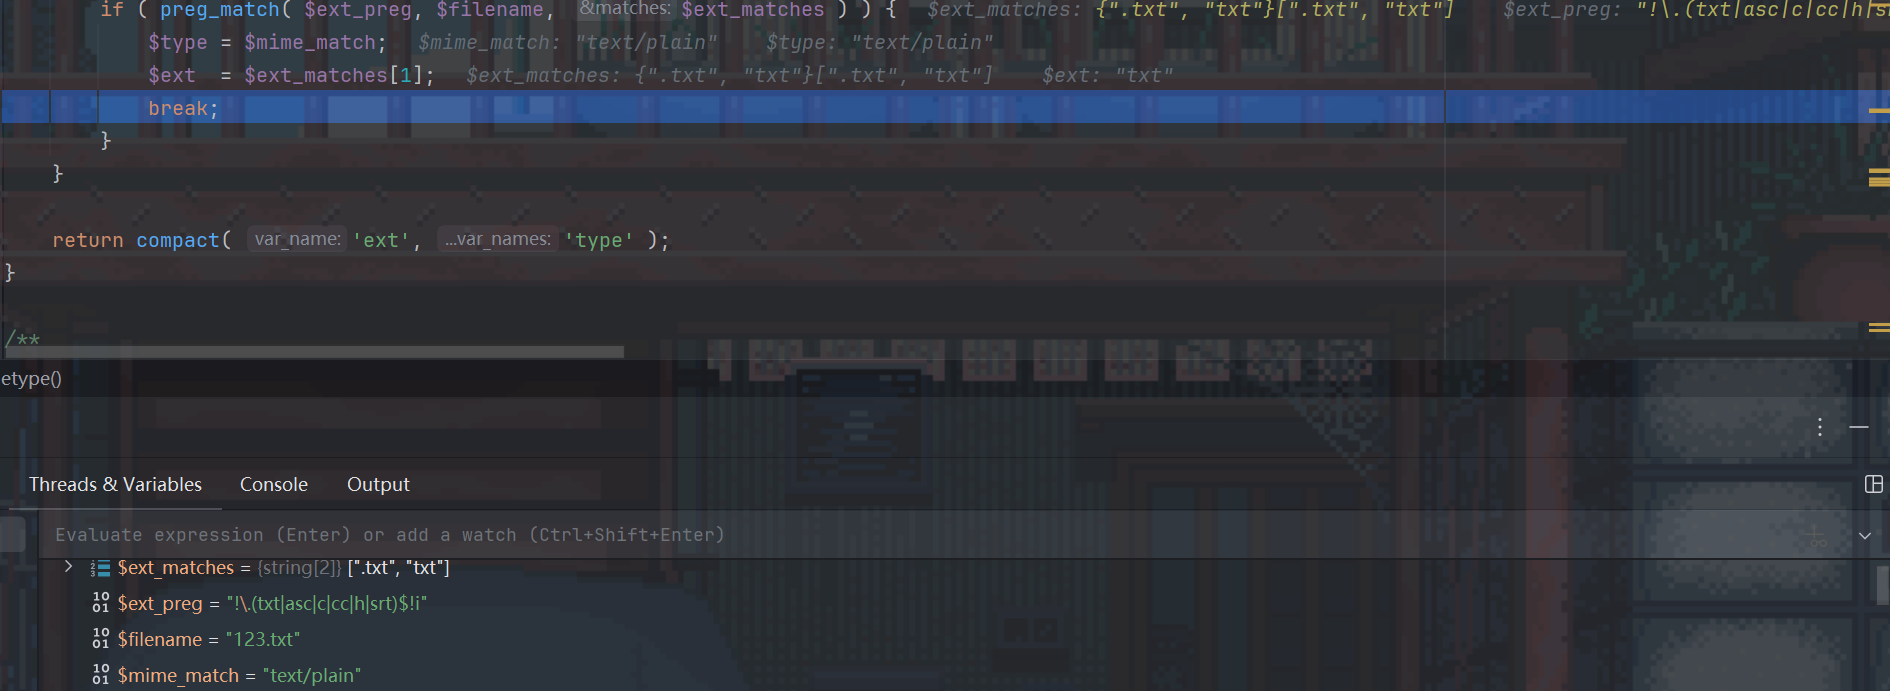 if ( preg_match( $ext_preg, $filename, &matches: $ext_matches ) ) { $ext_matches: {".txt", "txt"}[".txt", "txt"] $ext_preg: "!\.(txt|asc|c|cc|h|s
$type = $mime_match; $mime_match: "text/plain" $type: "text/plain"
$ext = $ext_matches[1]; $ext_matches: {".txt", "txt"}[".txt", "txt"] $ext: "txt"
break;
}
}
return compact( var_name: 'ext', ...var_names: 'type' );
}
/**
etype()
Threads & Variables Console Output
Evaluate expression (Enter) or add a watch (Ctrl+Shift+Enter)
$ext_matches = {string[2]} [".txt", "txt"]
$ext_preg = "!\.(txt|asc|c|cc|h|srt)$!i"
$filename = "123.txt"
$mime_match = "text/plain"